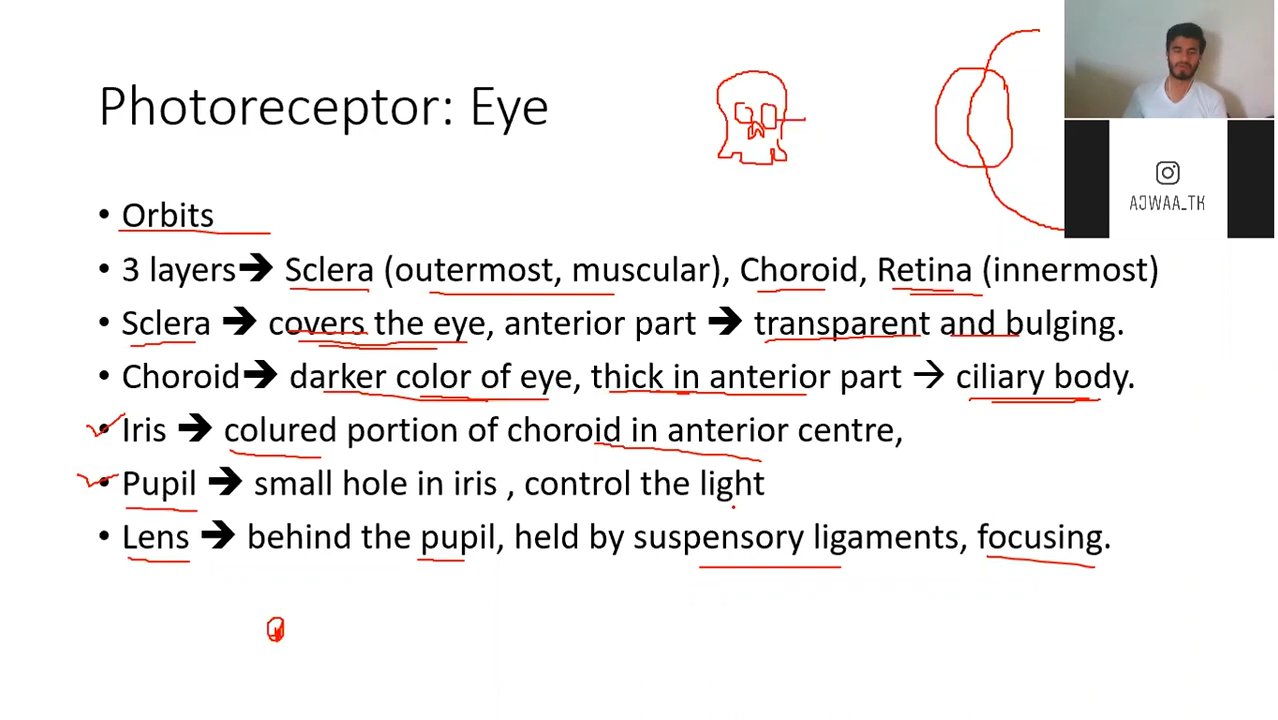 Photoreceptor: Eye
• Orbits
• 3 layers🡺 Sclera (outermost, muscular), Choroid, Retina (innermost)
• Sclera 🡺 covers the eye, anterior part 🡺 transparent and bulging.
• Choroid🡺 darker color of eye, thick in anterior part → ciliary body.
• Iris 🡺 colured portion of choroid in anterior centre,
• Pupil 🡺 small hole in iris , control the light
• Lens 🡺 behind the pupil, held by suspensory ligaments, focusing.
AJWAA_TK